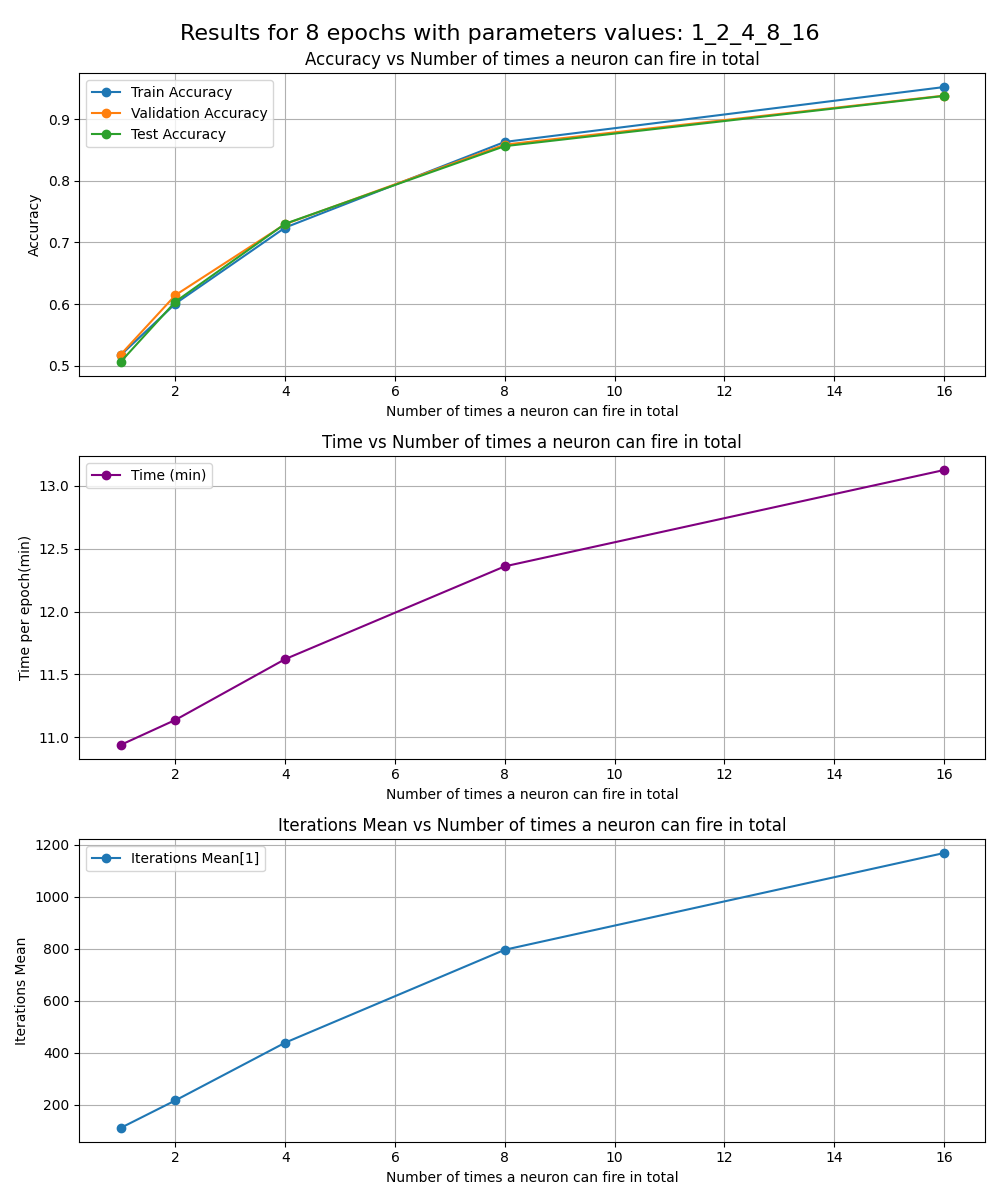 Results for 8 epochs with parameters values: 1_2_4_8_16
Accuracy vs Number of times a neuron can fire in total
Train Accuracy
Validation Accuracy
Test Accuracy
Accuracy
0.9
0.8
0.7
0.6
0.5
2 4 6 8 10 12 14 16
Number of times a neuron can fire in total
Time vs Number of times a neuron can fire in total
Time (min)
Time per epoch(min)
13.0
12.5
12.0
11.5
11.0
2 4 6 8 10 12 14 16
Number of times a neuron can fire in total
Iterations Mean vs Number of times a neuron can fire in total
Iterations Mean[1]
Iterations Mean
1200
1000
800
600
400
200
2 4 6 8 10 12 14 16
Number of times a neuron can fire in total